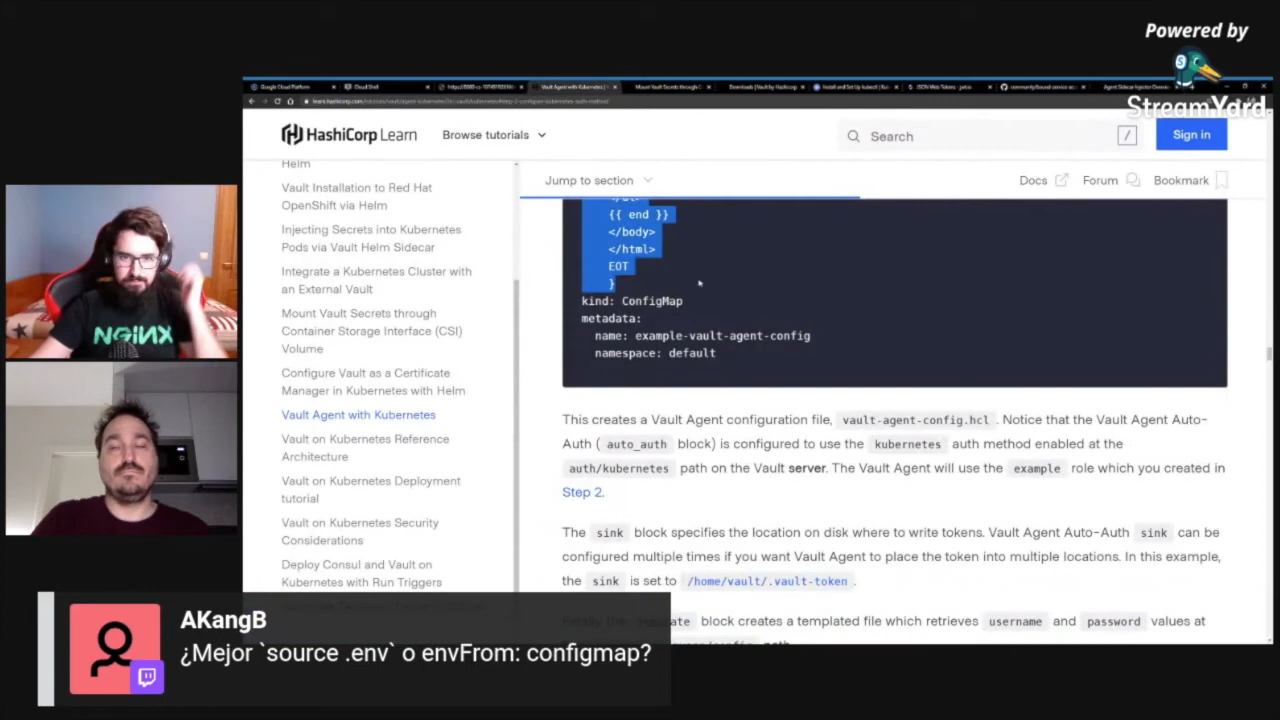 Powered by
StreamYard
Google Cloud Platform
Cloud Shell
Vault Agent with Kubernetes
HashiCorp Learn
Browse tutorials
Search
/
Sign in
Helm
Vault Installation to Red Hat
OpenShift via Helm
Injecting Secrets into Kubernetes
Pods via Vault Helm Sidecar
Integrate a Kubernetes Cluster with
an External Vault
Mount Vault Secrets through
Container Storage Interface (CSI)
Volume
Configure Vault as a Certificate
Manager in Kubernetes with Helm
Vault Agent with Kubernetes
Vault on Kubernetes Reference
Architecture
Vault on Kubernetes Deployment
tutorial
Vault on Kubernetes Security
Considerations
Deploy Consul and Vault on
Kubernetes with Run Triggers
Jump to section
Docs
Forum
Bookmark
{{ end }}
</body>
</html>
EOT
}
kind: ConfigMap
metadata:
name: example-vault-agent-config
namespace: default
This creates a Vault Agent configuration file, vault-agent-config.hcl . Notice that the Vault Agent Auto-
Auth ( auto_auth block) is configured to use the kubernetes auth method enabled at the
auth/kubernetes path on the Vault server. The Vault Agent will use the example role which you created in
Step 2.
The sink block specifies the location on disk where to write tokens. Vault Agent Auto-Auth sink can be
configured multiple times if you want Vault Agent to place the token into multiple locations. In this example,
the sink is set to /home/vault/.vault-token .
block creates a templated file which retrieves username and password values at
NGiNX
AKangB
¿Mejor `source .env` o envFrom: configmap?